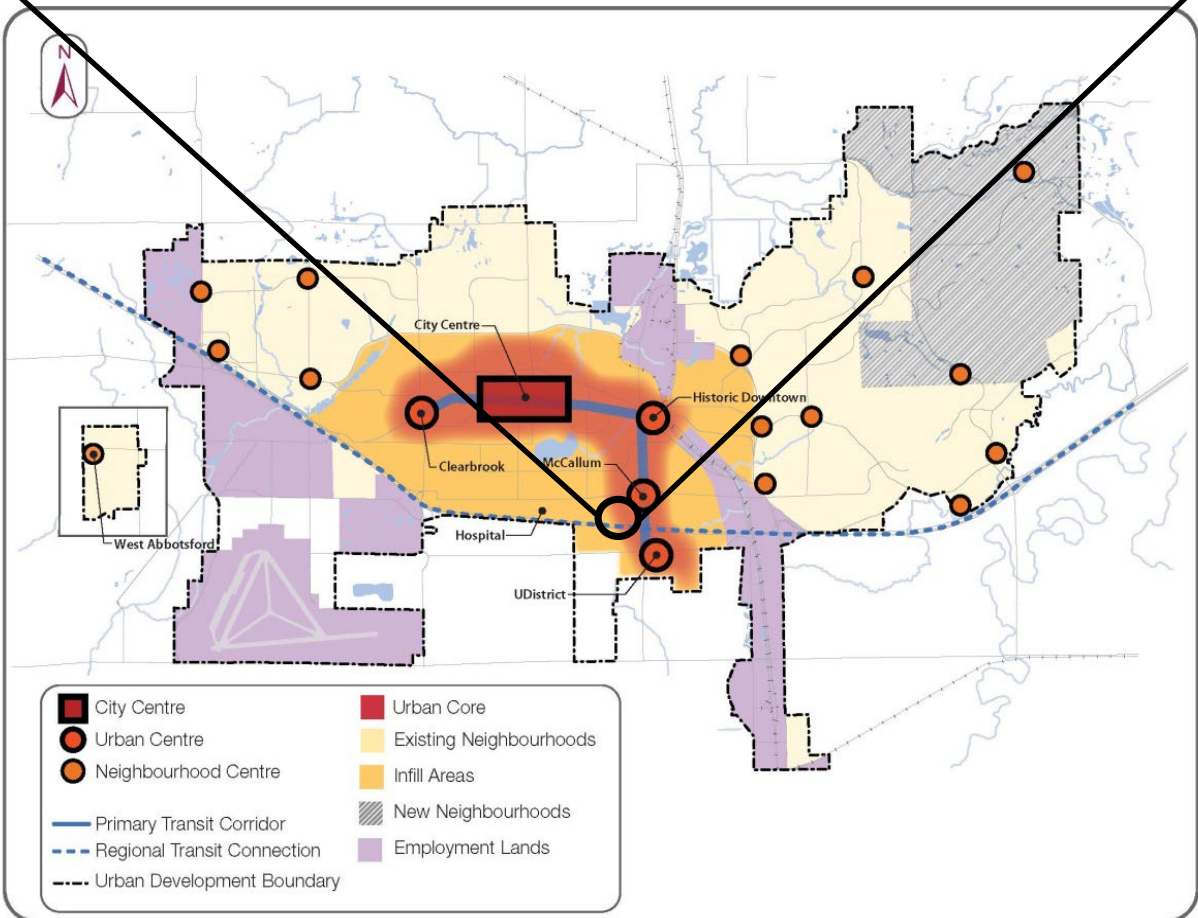 N
City Centre
Historic Downtown
Clearbrook
McCallum
Hospital
West Abbotsford
UDistrict
City Centre
Urban Centre
Neighbourhood Centre
Primary Transit Corridor
Regional Transit Connection
Urban Development Boundary
Urban Core
Existing Neighbourhoods
Infill Areas
New Neighbourhoods
Employment Lands